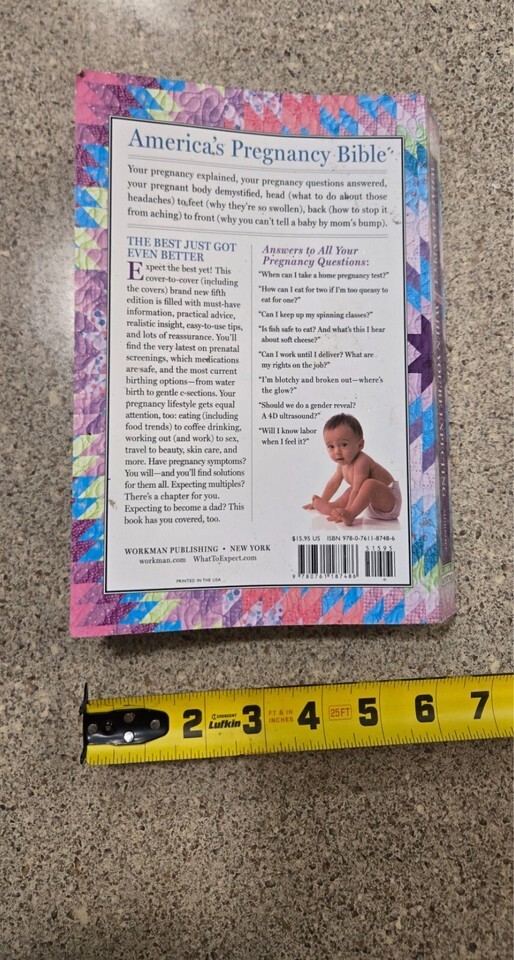 America's Pregnancy Bible™
Your pregnancy explained, your pregnancy questions answered,
your pregnant body demystified, head (what to do about those
headaches) to feet (why they're so swollen), back (how to stop it
from aching) to front (why you can't tell a baby by mom's bump).
THE BEST JUST GOT
EVEN BETTER
Expect the best yet! This
cover-to-cover (including
the covers) brand new fifth
edition is filled with must-have
information, practical advice,
realistic insight, easy-to-use tips,
and lots of reassurance. You'll
find the very latest on prenatal
screenings, which medications
are safe, and the most current
birthing options—from water
birth to gentle c-sections. Your
pregnancy lifestyle gets equal
attention, too: eating (including
food trends) to coffee drinking,
working out (and work) to sex,
travel to beauty, skin care, and
more. Have pregnancy symptoms?
You will—and you'll find solutions
for them all. Expecting multiples?
There's a chapter for you.
Expecting to become a dad? This
book has you covered, too.
Answers to All Your
Pregnancy Questions:
"When can I take a home pregnancy test?"
"How can I eat for two if I'm too queasy to
eat for one?"
"Can I keep up my spinning classes?"
"Is fish safe to eat? And what's this I hear
about soft cheese?"
"Can I work until I deliver? What are
my rights on the job?"
"I'm blotchy and broken out—where's
the glow?"
"Should we do a gender reveal?
A 4D ultrasound?"
"Will I know labor
when I feel it?"
WORKMAN PUBLISHING • NEW YORK
workman.com WhatToExpect.com
PRINTED IN THE USA
$15.95 US ISBN 978-0-7611-8748-6
51595
9 780761 187486
2 CRESCENT Lufkin 3 FT & IN INCHES 4 25FT 5 6 7